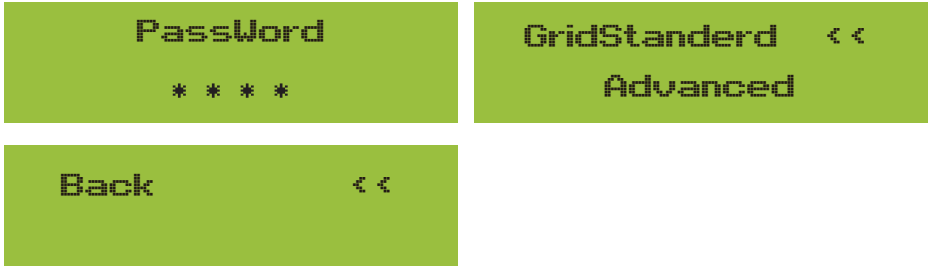 PassWord
* * * *
GridStanderd <<
Advanced
Back <<